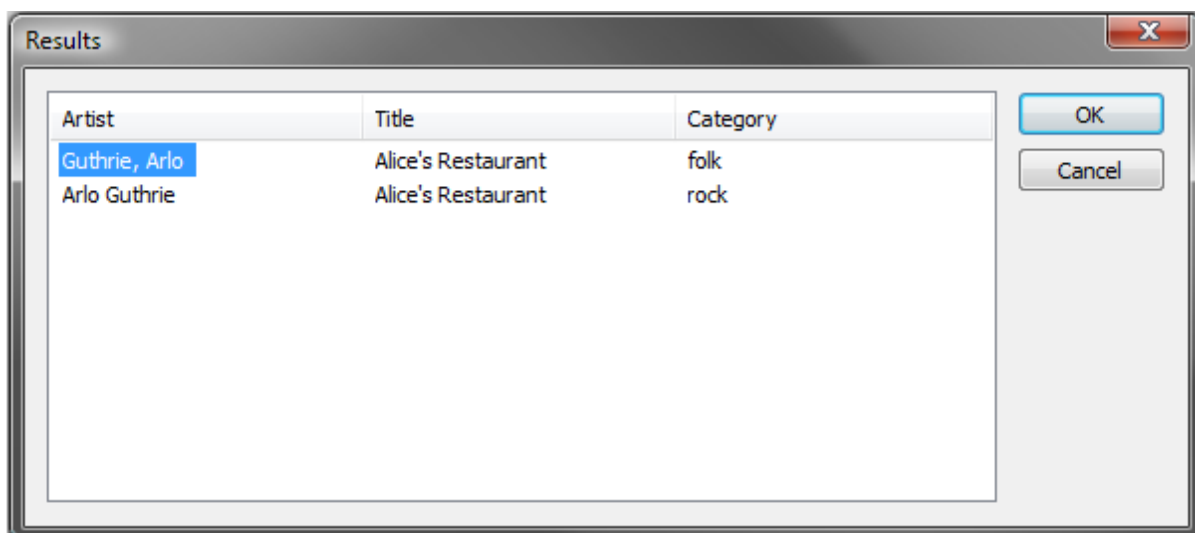 Results
Artist Title Category
Guthrie, Arlo Alice's Restaurant folk
Arlo Guthrie Alice's Restaurant rock
OK
Cancel